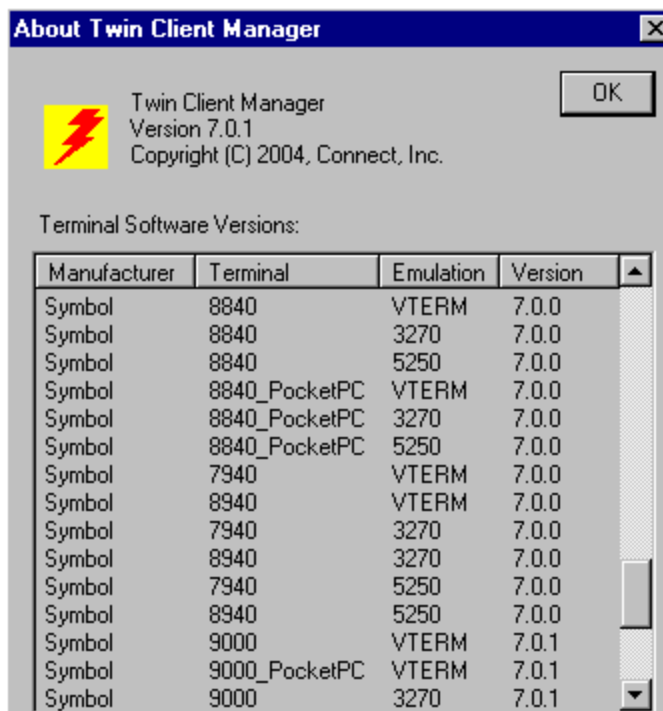 About Twin Client Manager
OK
Twin Client Manager
Version 7.0.1
Copyright (C) 2004, Connect, Inc.
Terminal Software Versions:
Manufacturer Terminal Emulation Version
Symbol 8840 VTERM 7.0.0
Symbol 8840 3270 7.0.0
Symbol 8840 5250 7.0.0
Symbol 8840_PocketPC VTERM 7.0.0
Symbol 8840_PocketPC 3270 7.0.0
Symbol 8840_PocketPC 5250 7.0.0
Symbol 7940 VTERM 7.0.0
Symbol 8940 VTERM 7.0.0
Symbol 7940 3270 7.0.0
Symbol 8940 3270 7.0.0
Symbol 7940 5250 7.0.0
Symbol 8940 5250 7.0.0
Symbol 9000 VTERM 7.0.1
Symbol 9000_PocketPC VTERM 7.0.1
Symbol 9000 3270 7.0.1